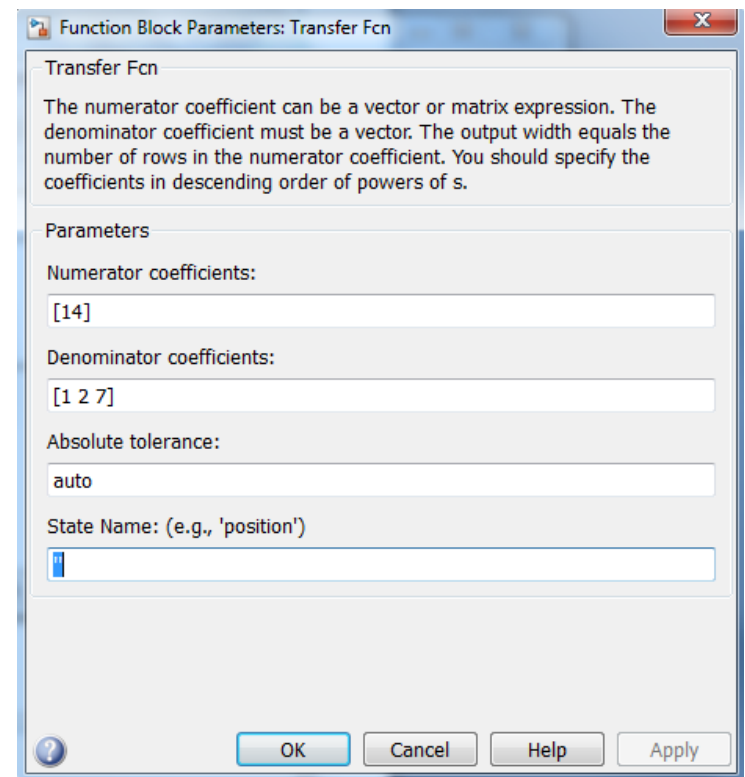 Function Block Parameters: Transfer Fcn
Transfer Fcn
The numerator coefficient can be a vector or matrix expression. The
denominator coefficient must be a vector. The output width equals the
number of rows in the numerator coefficient. You should specify the
coefficients in descending order of powers of s.
Parameters
Numerator coefficients:
[14]
Denominator coefficients:
[1 2 7]
Absolute tolerance:
auto
State Name: (e.g., 'position')
''
OK Cancel Help Apply